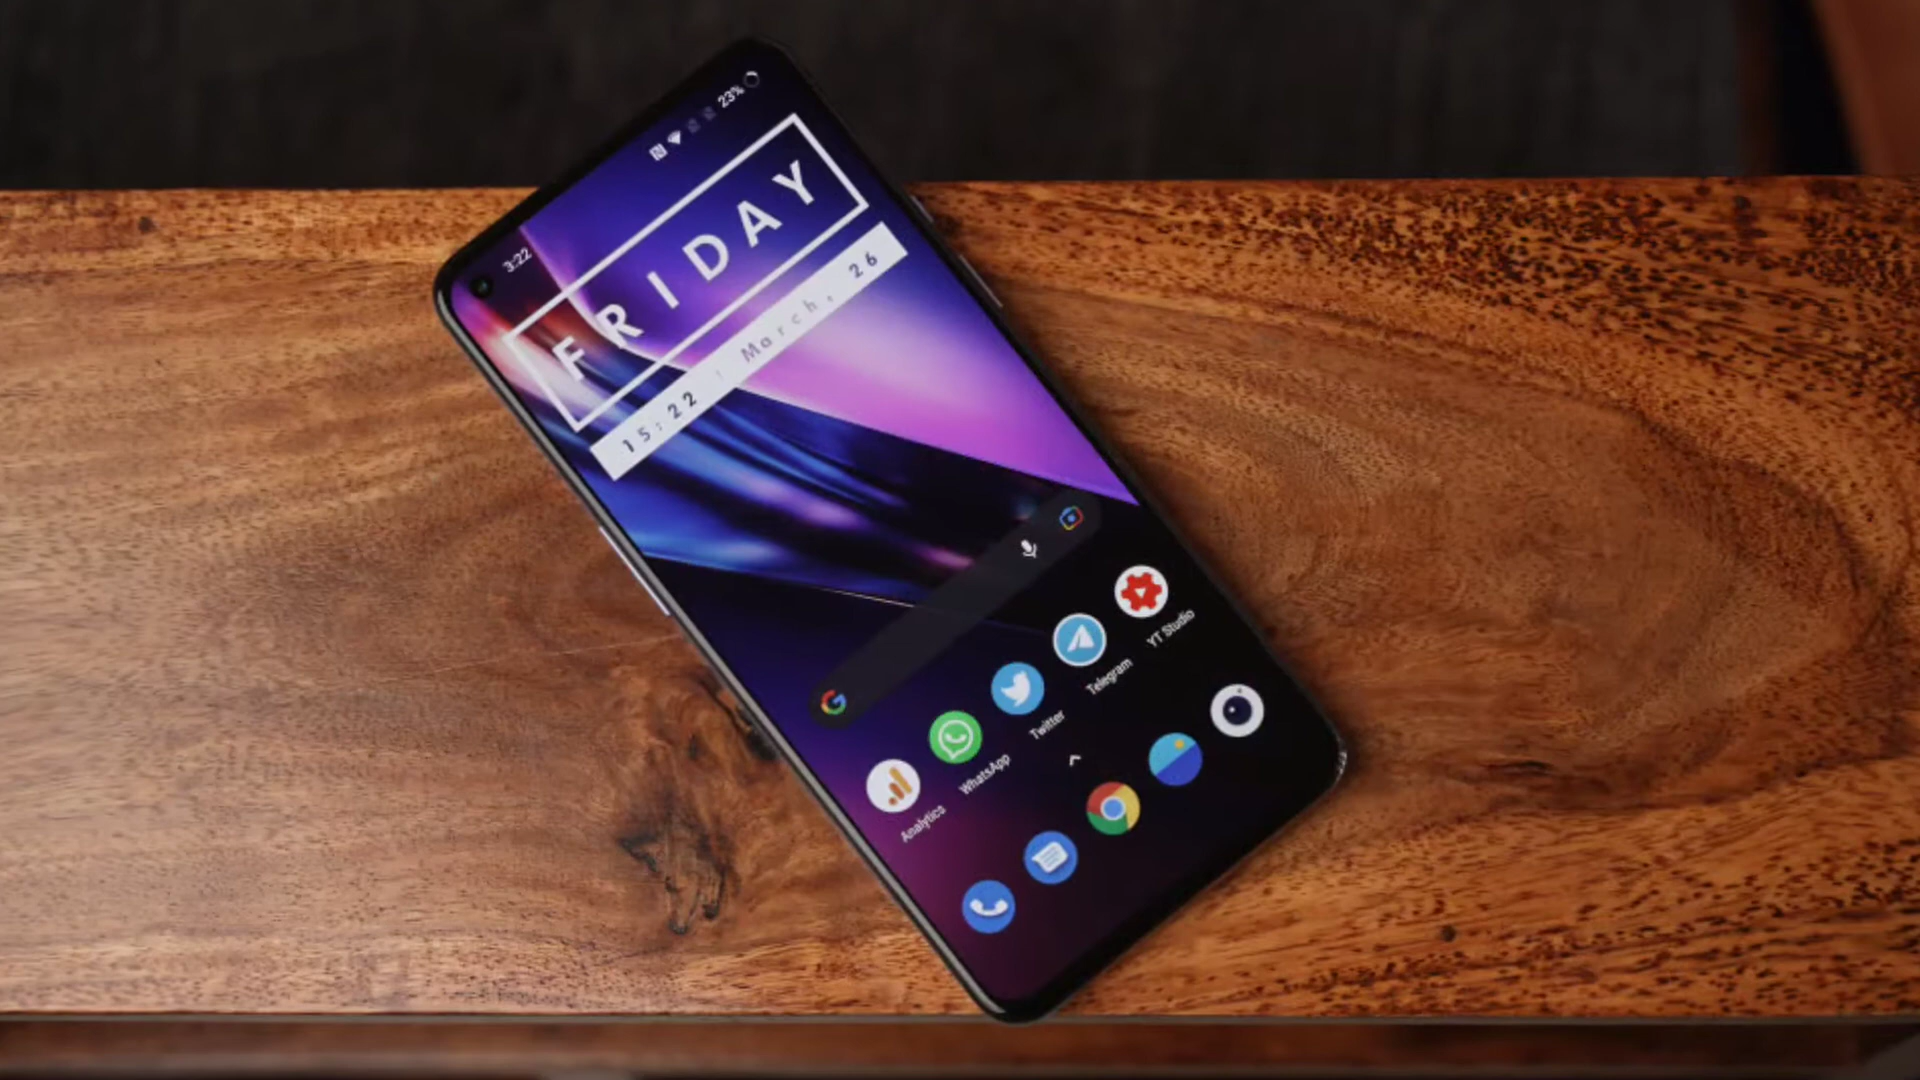 3:22
23%
FRIDAY
15:22 | March, 26
Analytics
WhatsApp
Twitter
Telegram
YT Studio